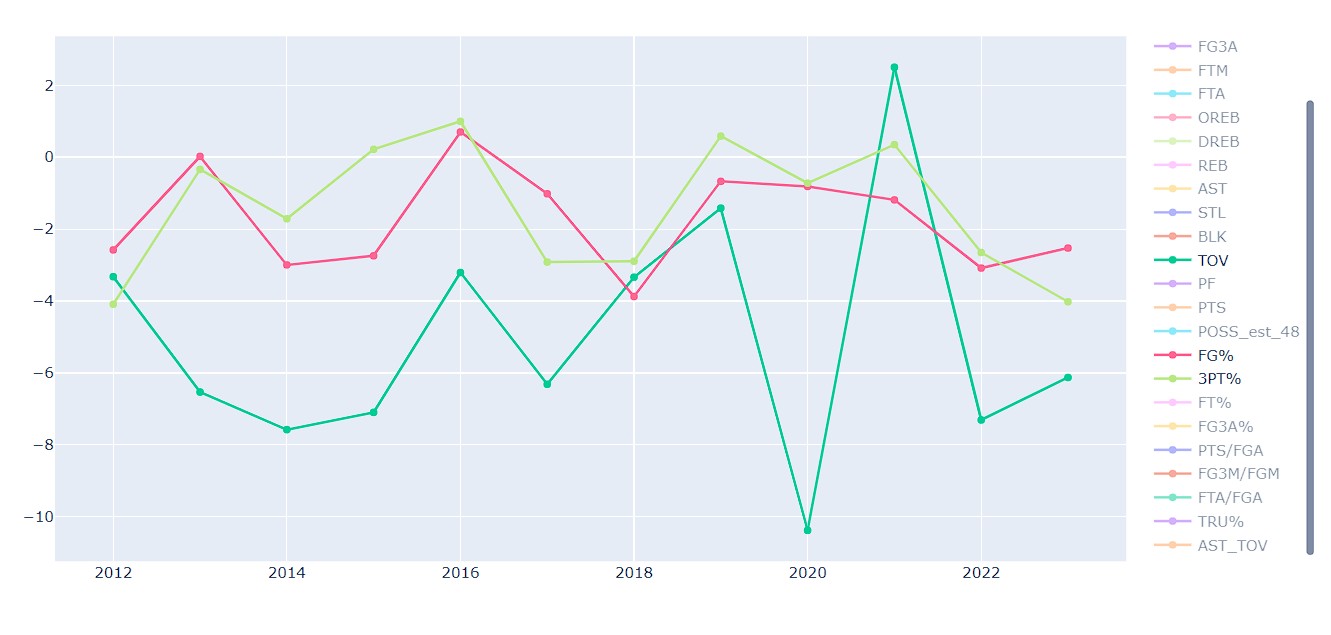 2
0
−2
−4
−6
−8
−10
2012 2014 2016 2018 2020 2022
FG3A
FTM
FTA
OREB
DREB
REB
AST
STL
BLK
TOV
PF
PTS
POSS_est_48
FG%
3PT%
FT%
FG3A%
PTS/FGA
FG3M/FGM
FTA/FGA
TRU%
AST_TOV